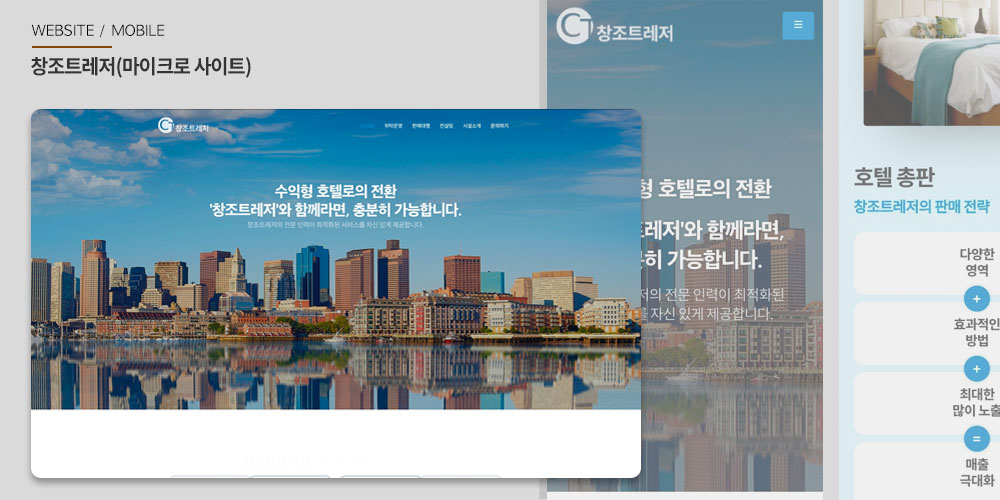 WEBSITE / MOBILE
창조트레저(마이크로 사이트)
창조트레저
위탁운영 판매대행 컨설팅 시설소개 문의하기
수익형 호텔로의 전환
'창조트레저'와 함께라면, 충분히 가능합니다.
창조트레저의 전문 인력이 최적화된 서비스를 자신 있게 제공합니다.
창조트레저
형 호텔로의 전환
트레저'와 함께라면,
분히 가능합니다.
저의 전문 인력이 최적화된
를 자신 있게 제공합니다.
호텔 총판
창조트레저의 판매 전략
다양한
영역
+
효과적인
방법
+
최대한
많이 노출
=
매출
극대화